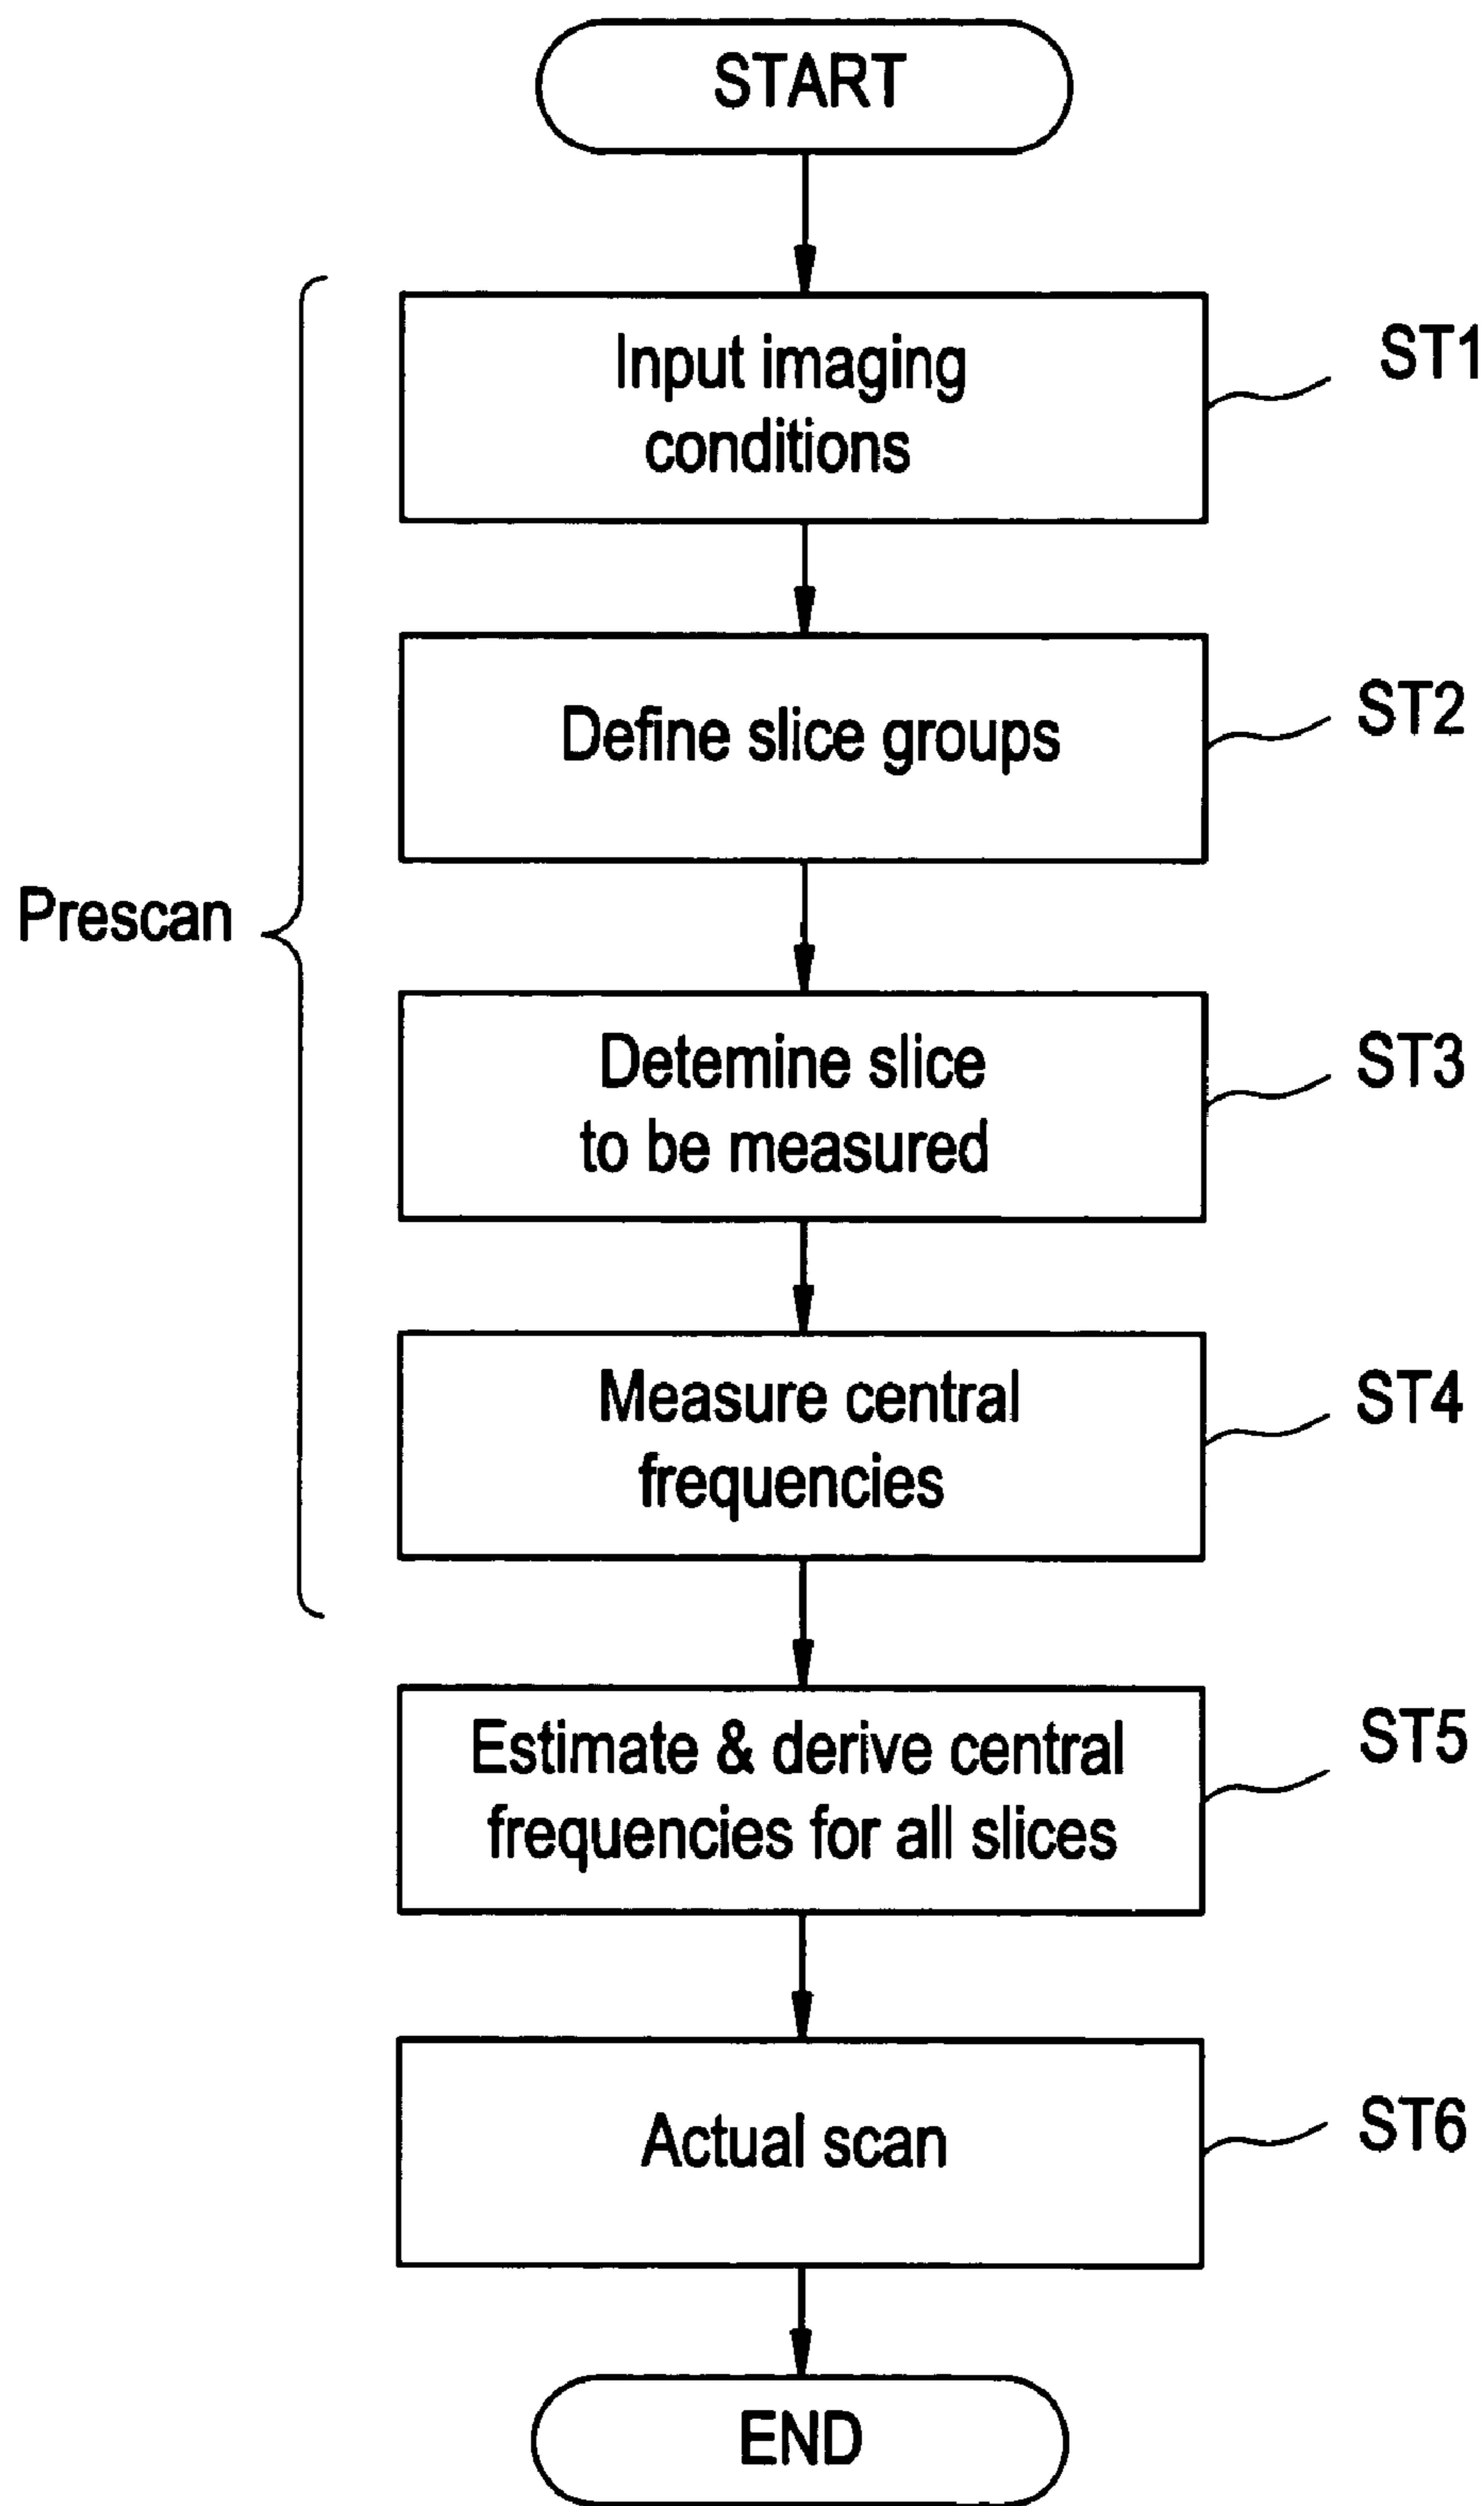 START
Input imaging
conditions
ST1
Define slice groups
ST2
Prescan
Detemine slice
to be measured
ST3
Measure central
frequencies
ST4
Estimate & derive central
frequencies for all slices
ST5
Actual scan
ST6
END